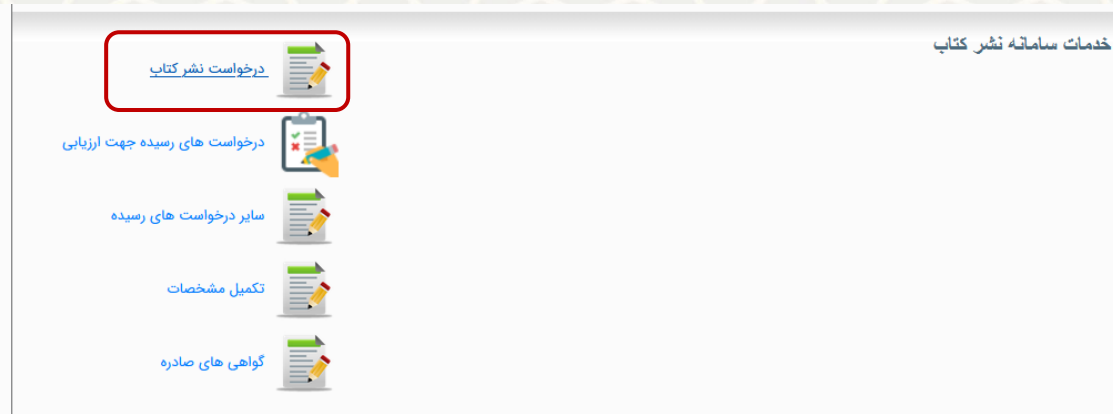 خدمات سامانه نشر کتاب
درخواست نشر کتاب
درخواست های رسیده جهت ارزیابی
سایر درخواست های رسیده
تکمیل مشخصات
گواهی های صادره